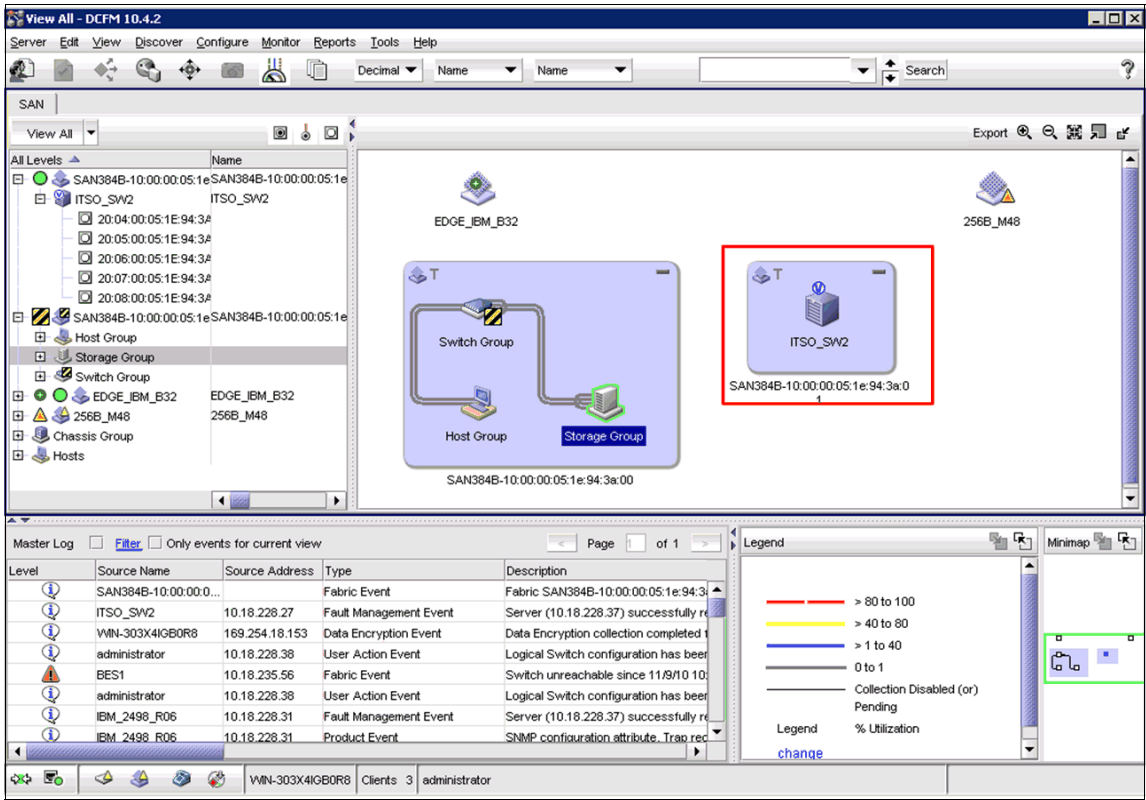 View All - DCFM 10.4.2
Server Edit View Discover Configure Monitor Reports Tools Help
Decimal Name Name Search ?
SAN
View All
Export
All Levels Name
SAN384B-10:00:00:05:1e SAN384B-10:00:00:05:1e
ITSO_SW2 ITSO_SW2
20:04:00:05:1E:94:3A
20:05:00:05:1E:94:3A
20:06:00:05:1E:94:3A
20:07:00:05:1E:94:3A
20:08:00:05:1E:94:3A
SAN384B-10:00:00:05:1e SAN384B-10:00:00:05:1e
Host Group
Storage Group
Switch Group
EDGE_IBM_B32 EDGE_IBM_B32
256B_M48 256B_M48
Chassis Group
Hosts
EDGE_IBM_B32
256B_M48
T
Switch Group
Host Group
Storage Group
SAN384B-10:00:00:05:1e:94:3a:00
T
V
ITSO_SW2
SAN384B-10:00:00:05:1e:94:3a:0
1
Master Log Filter Only events for current view Page 1 of 1
Level Source Name Source Address Type Description
SAN384B-10:00:00:0... Fabric Event Fabric SAN384B-10:00:00:05:1e:94:3
ITSO_SW2 10.18.228.27 Fault Management Event Server (10.18.228.37) successfully re
WIN-303X4IGB0R8 169.254.18.153 Data Encryption Event Data Encryption collection completed
administrator 10.18.228.38 User Action Event Logical Switch configuration has been
BES1 10.18.235.56 Fabric Event Switch unreachable since 11/9/10 10:
administrator 10.18.228.38 User Action Event Logical Switch configuration has been
IBM_2498_R06 10.18.228.31 Fault Management Event Server (10.18.228.37) successfully re
IBM_2498_R06 10.18.228.31 Product Event SNMP configuration attribute, Trap rec
Legend
> 80 to 100
> 40 to 80
> 1 to 40
0 to 1
Collection Disabled (or)
Pending
Legend % Utilization
change
Minimap
WIN-303X4IGB0R8 Clients 3 administrator